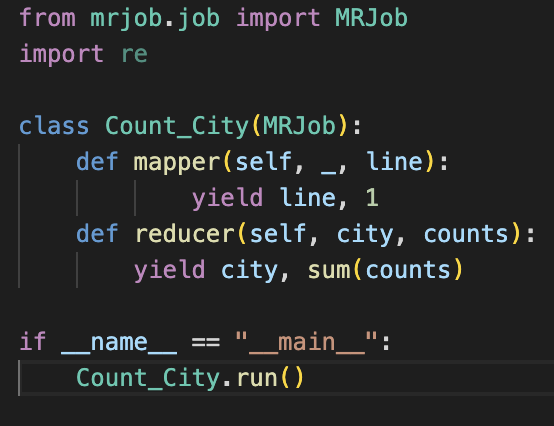 from mrjob.job import MRJob
import re

class Count_City(MRJob):
    def mapper(self, _, line):
            yield line, 1
    def reducer(self, city, counts):
        yield city, sum(counts)

if __name__ == "__main__":
    Count_City.run()